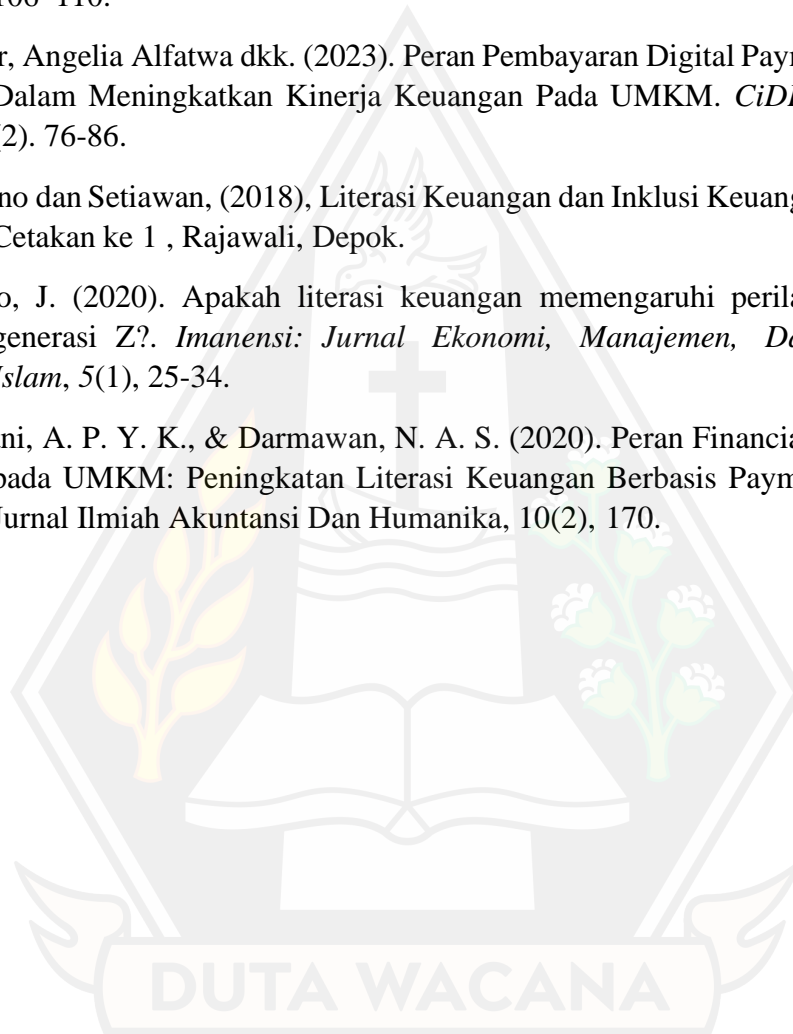 110.
r, Angelia Alfatwa dkk. (2023). Peran Pembayaran Digital Paym
Dalam Meningkatkan Kinerja Keuangan Pada UMKM. CiDE
(2). 76-86.
no dan Setiawan, (2018), Literasi Keuangan dan Inklusi Keuang
Cetakan ke 1 , Rajawali, Depok.
o, J. (2020). Apakah literasi keuangan memengaruhi perila
generasi Z?. Imanensi: Jurnal Ekonomi, Manajemen, Da
Islam, 5(1), 25-34.
ni, A. P. Y. K., & Darmawan, N. A. S. (2020). Peran Financia
pada UMKM: Peningkatan Literasi Keuangan Berbasis Paym
Jurnal Ilmiah Akuntansi Dan Humanika, 10(2), 170.
DUTA WACANA